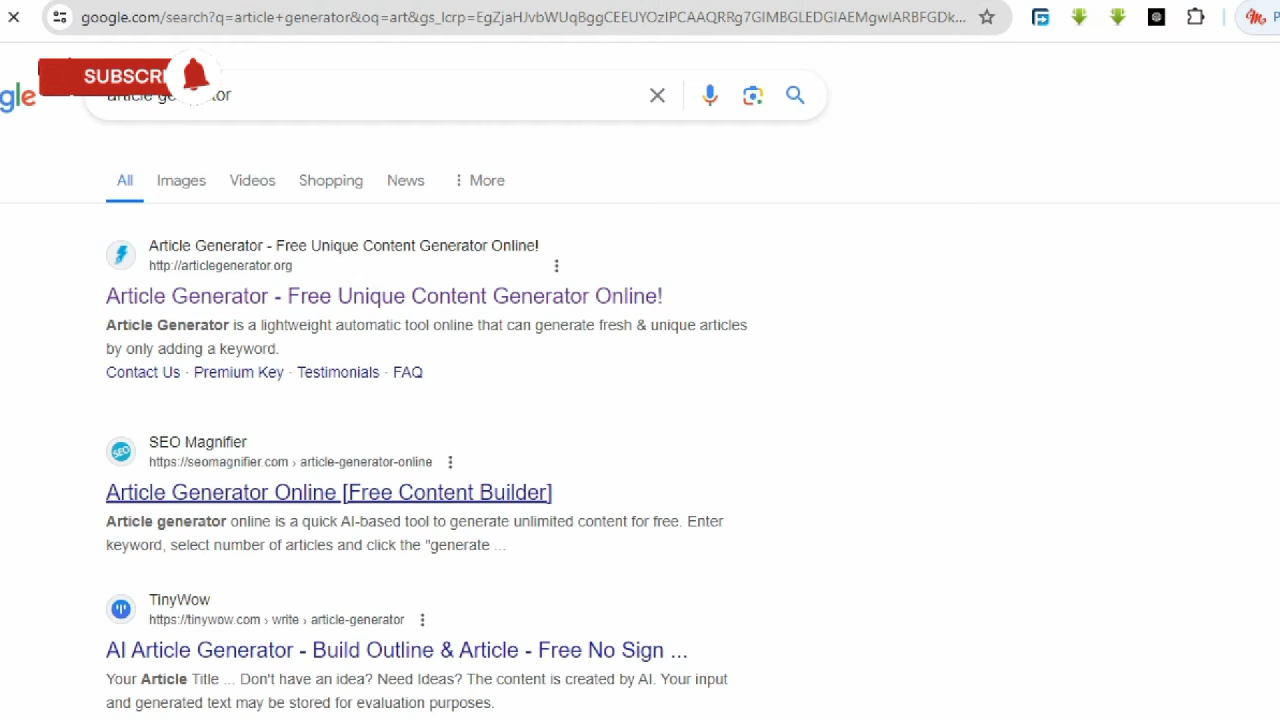 google.com/search?q=article+generator&oq=art&gs_lcrp=EgZjaHJvbWUqBggCEEUYOzIPCAAQRRg7GIMBGLEDGIAEMgwIARBFGDk...
gle
SUBSCRI
article generator
All Images Videos Shopping News More
Article Generator - Free Unique Content Generator Online!
http://articlegenerator.org
Article Generator - Free Unique Content Generator Online!
Article Generator is a lightweight automatic tool online that can generate fresh & unique articles
by only adding a keyword.
Contact Us · Premium Key · Testimonials · FAQ
SEO Magnifier
SEO
https://seomagnifier.com › article-generator-online
Article Generator Online [Free Content Builder]
Article generator online is a quick AI-based tool to generate unlimited content for free. Enter
keyword, select number of articles and click the "generate ...
TinyWow
https://tinywow.com › write › article-generator
AI Article Generator - Build Outline & Article - Free No Sign ...
Your Article Title ... Don't have an idea? Need Ideas? The content is created by AI. Your input
and generated text may be stored for evaluation purposes.